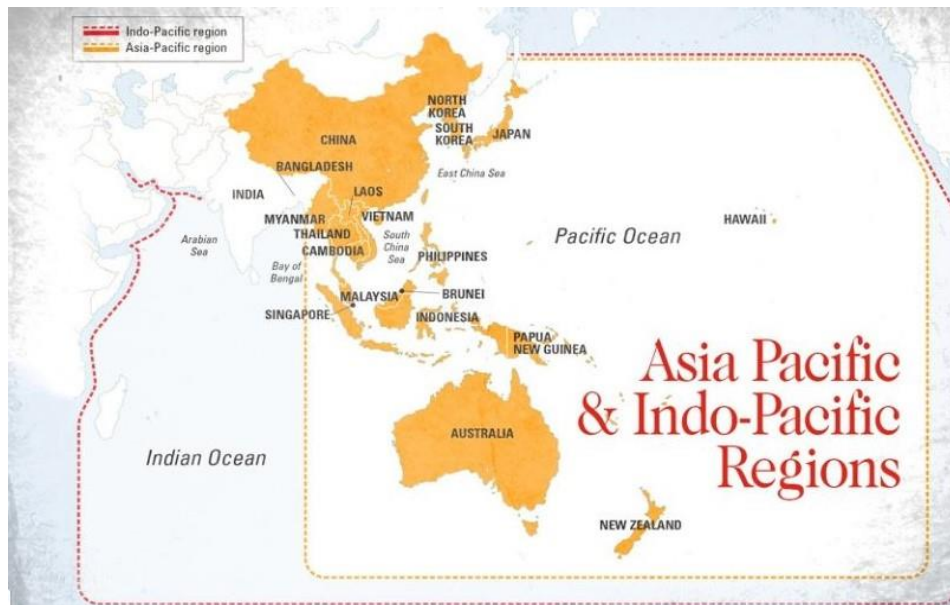 Indo-Pacific region
Asia-Pacific region
NORTH
KOREA
SOUTH
KOREA
JAPAN
CHINA
East China Sea
BANGLADESH
INDIA
LAOS
MYANMAR
VIETNAM
THAILAND
CAMBODIA
South
China
Sea
Arabian
Sea
Bay of
Bengal
PHILIPPINES
HAWAII
Pacific Ocean
MALAYSIA
BRUNEI
SINGAPORE
INDONESIA
PAPUA
NEW GUINEA
Asia Pacific
& Indo-Pacific
Regions
AUSTRALIA
Indian Ocean
NEW ZEALAND